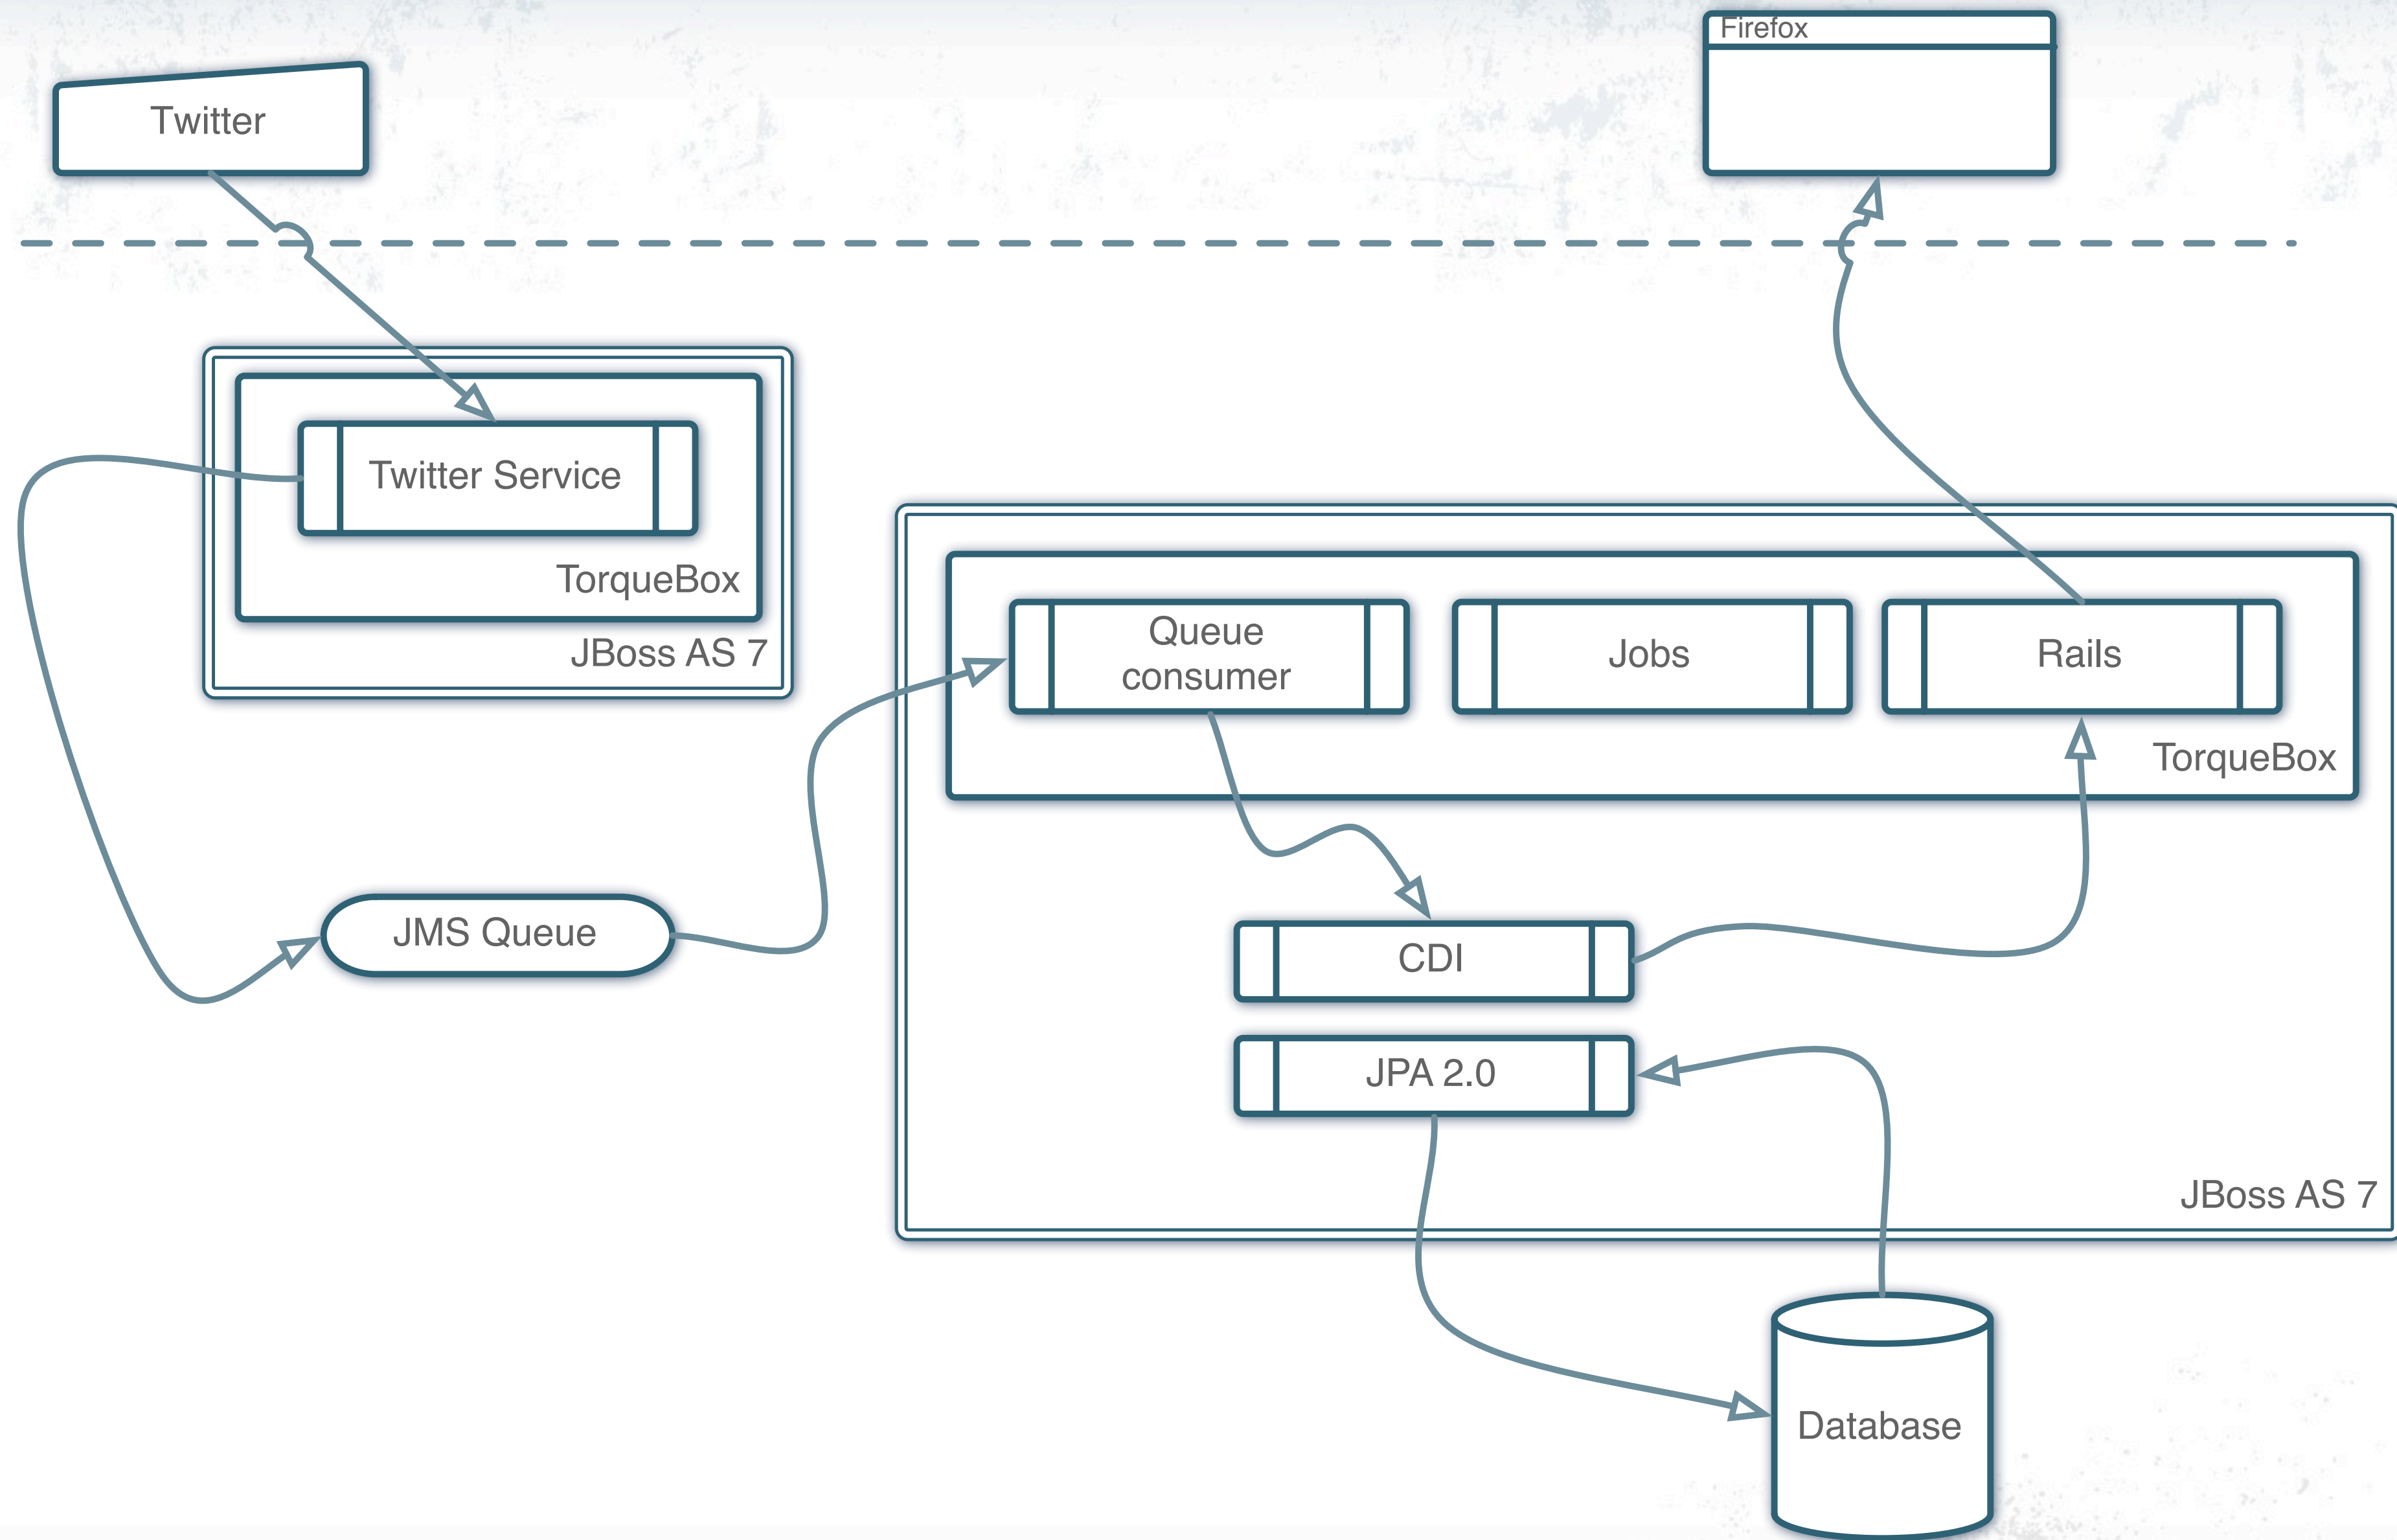 Firefox
Twitter
Twitter Service
TorqueBox
JBoss AS 7
Queue
consumer
Jobs
Rails
TorqueBox
JMS Queue
CDI
JPA 2.0
JBoss AS 7
Database